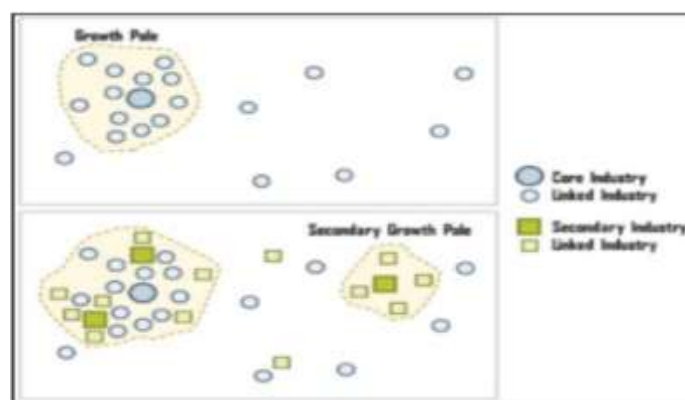 Growth Pole
Core Industry
Linked Industry
Secondary Growth Pole
Secondary Industry
Linked Industry